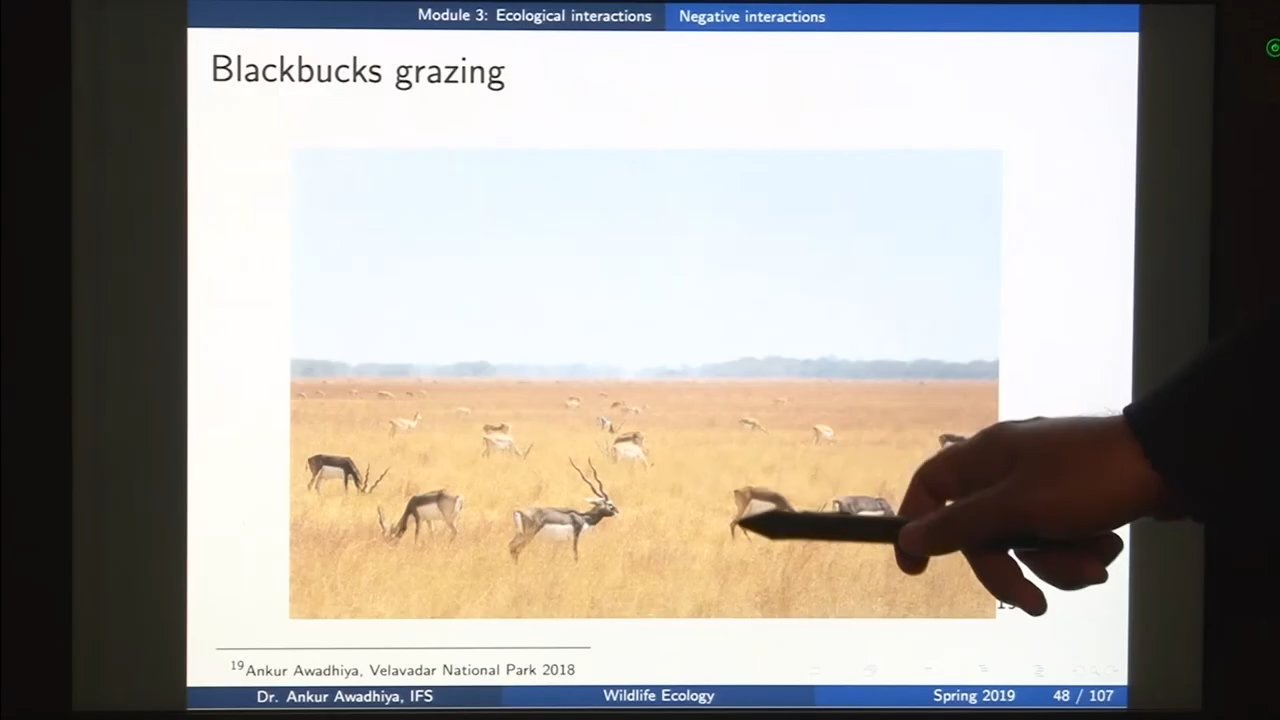 Module 3: Ecological interactions Negative interactions
Blackbucks grazing
19
19 Ankur Awadhiya, Velavadar National Park 2018
Dr. Ankur Awadhiya, IFS Wildlife Ecology Spring 2019 48 / 107